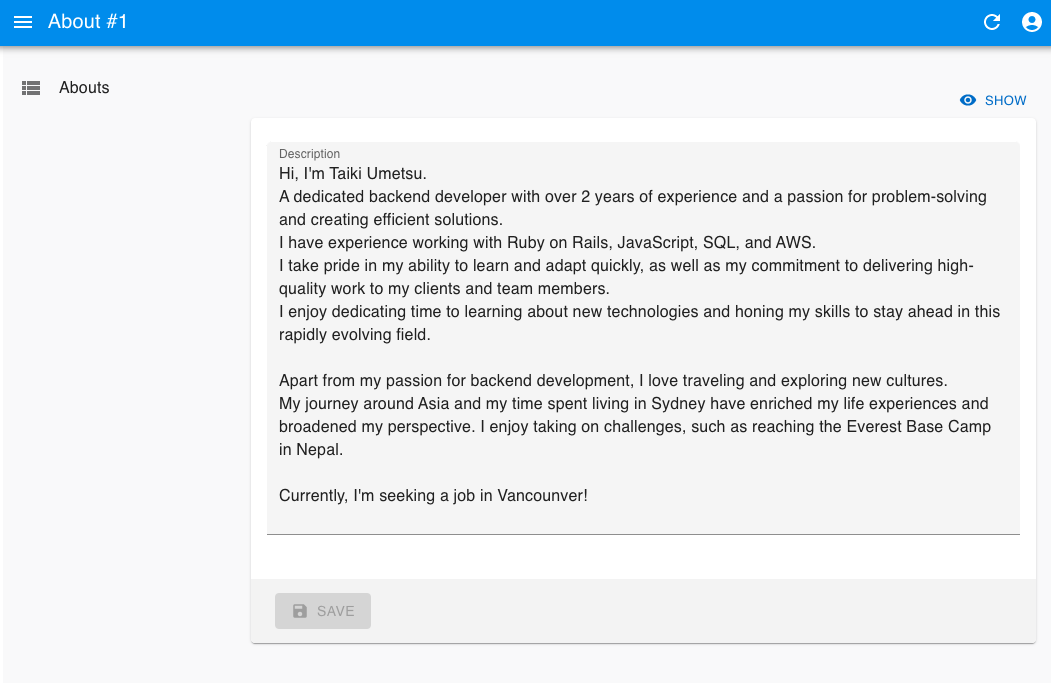 About #1
Abouts
SHOW
Description
Hi, I'm Taiki Umetsu.
A dedicated backend developer with over 2 years of experience and a passion for problem-solving
and creating efficient solutions.
I have experience working with Ruby on Rails, JavaScript, SQL, and AWS.
I take pride in my ability to learn and adapt quickly, as well as my commitment to delivering high-
quality work to my clients and team members.
I enjoy dedicating time to learning about new technologies and honing my skills to stay ahead in this
rapidly evolving field.
Apart from my passion for backend development, I love traveling and exploring new cultures.
My journey around Asia and my time spent living in Sydney have enriched my life experiences and
broadened my perspective. I enjoy taking on challenges, such as reaching the Everest Base Camp
in Nepal.
Currently, I'm seeking a job in Vancounver!
SAVE